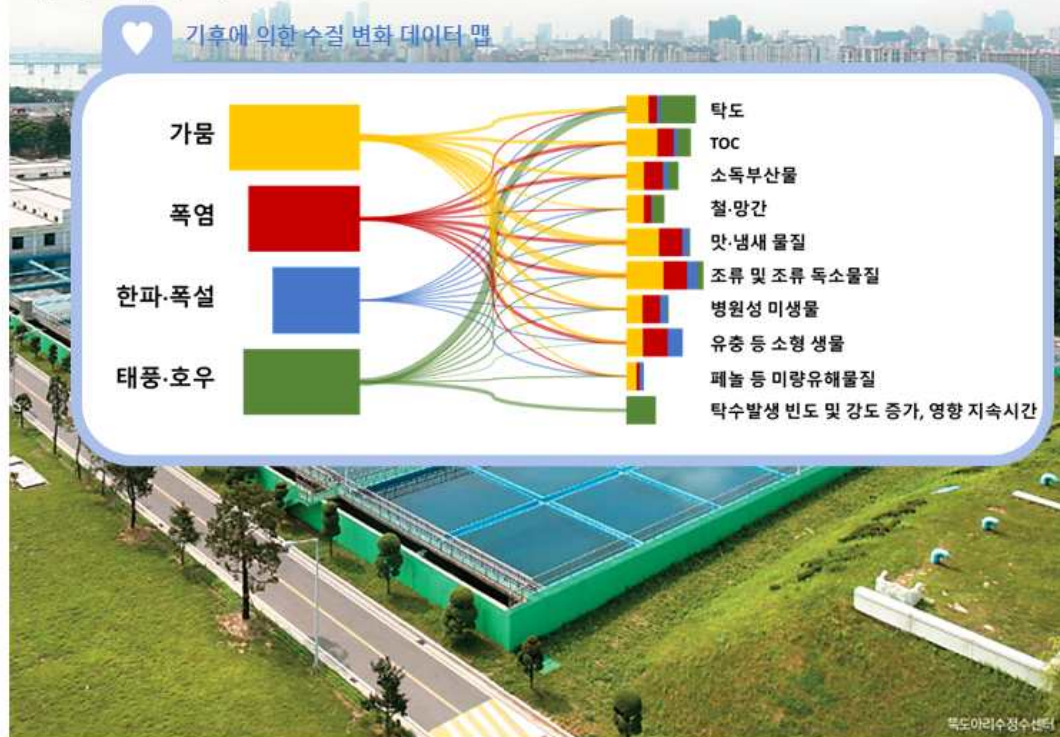 기후에 의한 수질 변화 데이터 맵
가뭄
폭염
한파·폭설
태풍·호우
탁도
TOC
소독부산물
철·망간
맛·냄새 물질
조류 및 조류 독소물질
병원성 미생물
유충 등 소형 생물
페놀 등 미량유해물질
탁수발생 빈도 및 강도 증가, 영향 지속시간
뚝도아리수정수센터